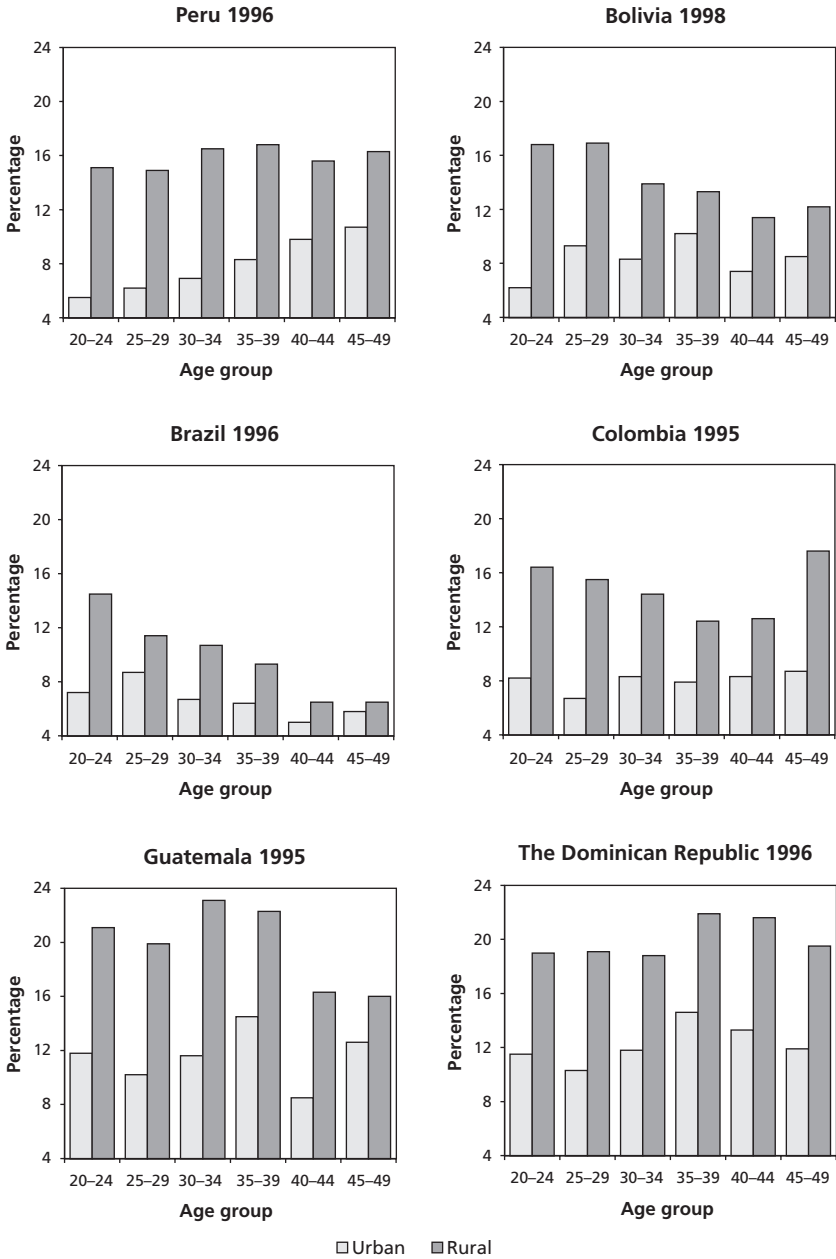 Peru 1996
24
20
16
12
8
4
Percentage
20–24 25–29 30–34 35–39 40–44 45–49
Age group
Bolivia 1998
24
20
16
12
8
4
Percentage
20–24 25–29 30–34 35–39 40–44 45–49
Age group
Brazil 1996
24
20
16
12
8
4
Percentage
20–24 25–29 30–34 35–39 40–44 45–49
Age group
Colombia 1995
24
20
16
12
8
4
Percentage
20–24 25–29 30–34 35–39 40–44 45–49
Age group
Guatemala 1995
24
20
16
12
8
4
Percentage
20–24 25–29 30–34 35–39 40–44 45–49
Age group
The Dominican Republic 1996
24
20
16
12
8
4
Percentage
20–24 25–29 30–34 35–39 40–44 45–49
Age group
Urban Rural